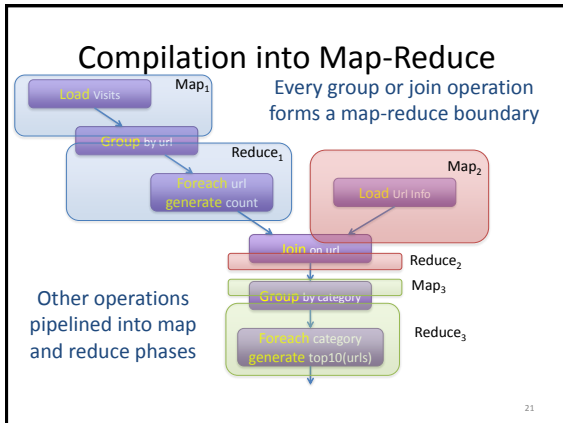 Compilation into Map-Reduce
Map1
Load Visits
Every group or join operation
forms a map-reduce boundary
Group by url
Reduce1
Foreach url
generate count
Map2
Load Url Info
Join on url
Reduce2
Map3
Group by category
Other operations
pipelined into map
and reduce phases
Foreach category
generate top10(urls)
Reduce3
21